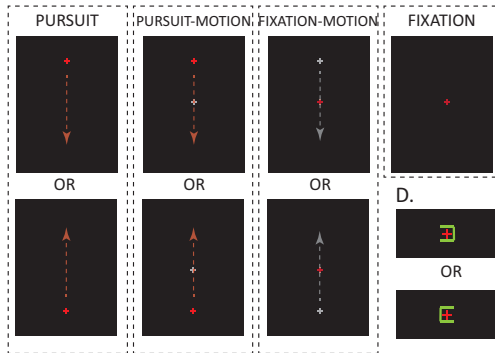 PURSUIT
PURSUIT-MOTION
FIXATION-MOTION
FIXATION
OR
OR
OR
D.
OR